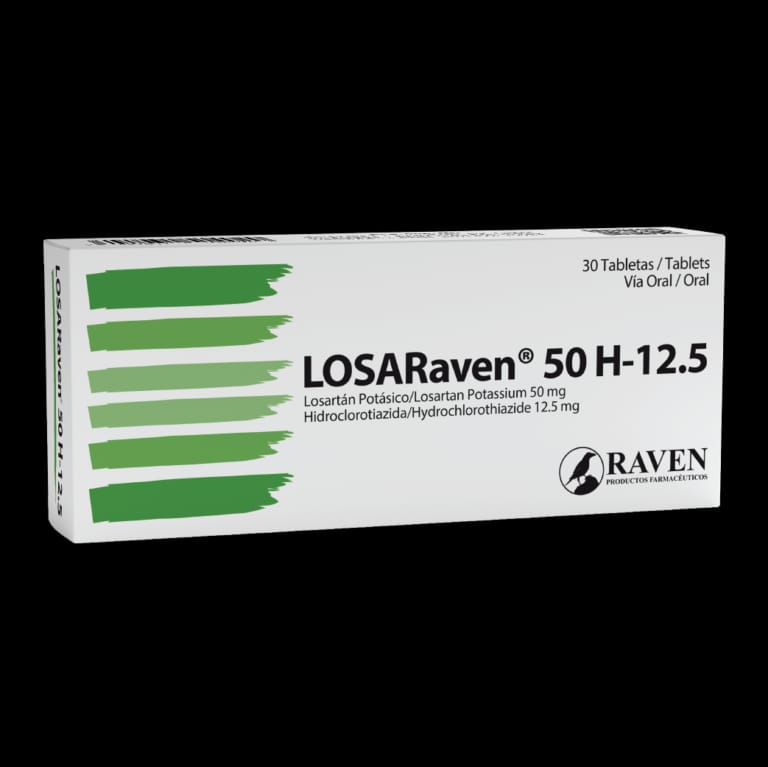 30 Tabletas / Tablets
Vía Oral / Oral
LOSARaven® 50 H-12.5
Losartán Potásico/Losartan Potassium 50 mg
Hidroclorotiazida/Hydrochlorothiazide 12.5 mg
RAVEN
PRODUCTOS FARMACÉUTICOS
LOSARaven® 50 H-12.5